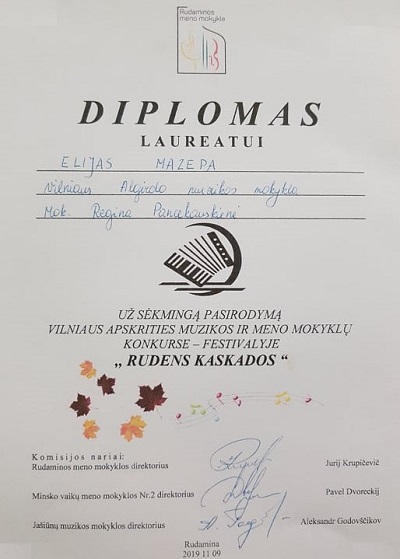 Rudaminos
meno mokykla
DIPLOMAS
LAUREATUI
ELIJAS MAZEPA
Vilniaus Algirdo muzikos mokykla
Mok. Regina
UŽ SĖKMINGĄ PASIRODYMĄ
VILNIAUS APSKRITIES MUZIKOS IR MENO MOKYKLŲ
KONKURSE – FESTIVALYJE
„ RUDENS KASKADOS “
Komisijos nariai:
Rudaminos meno mokyklos direktorius Jurij Krupičevič
Minsko vaikų meno mokyklos Nr.2 direktorius Pavel Dvoreckij
Jašiūnų muzikos mokyklos direktorius Aleksandr Godovščikov
Rudamina
2019 11 09